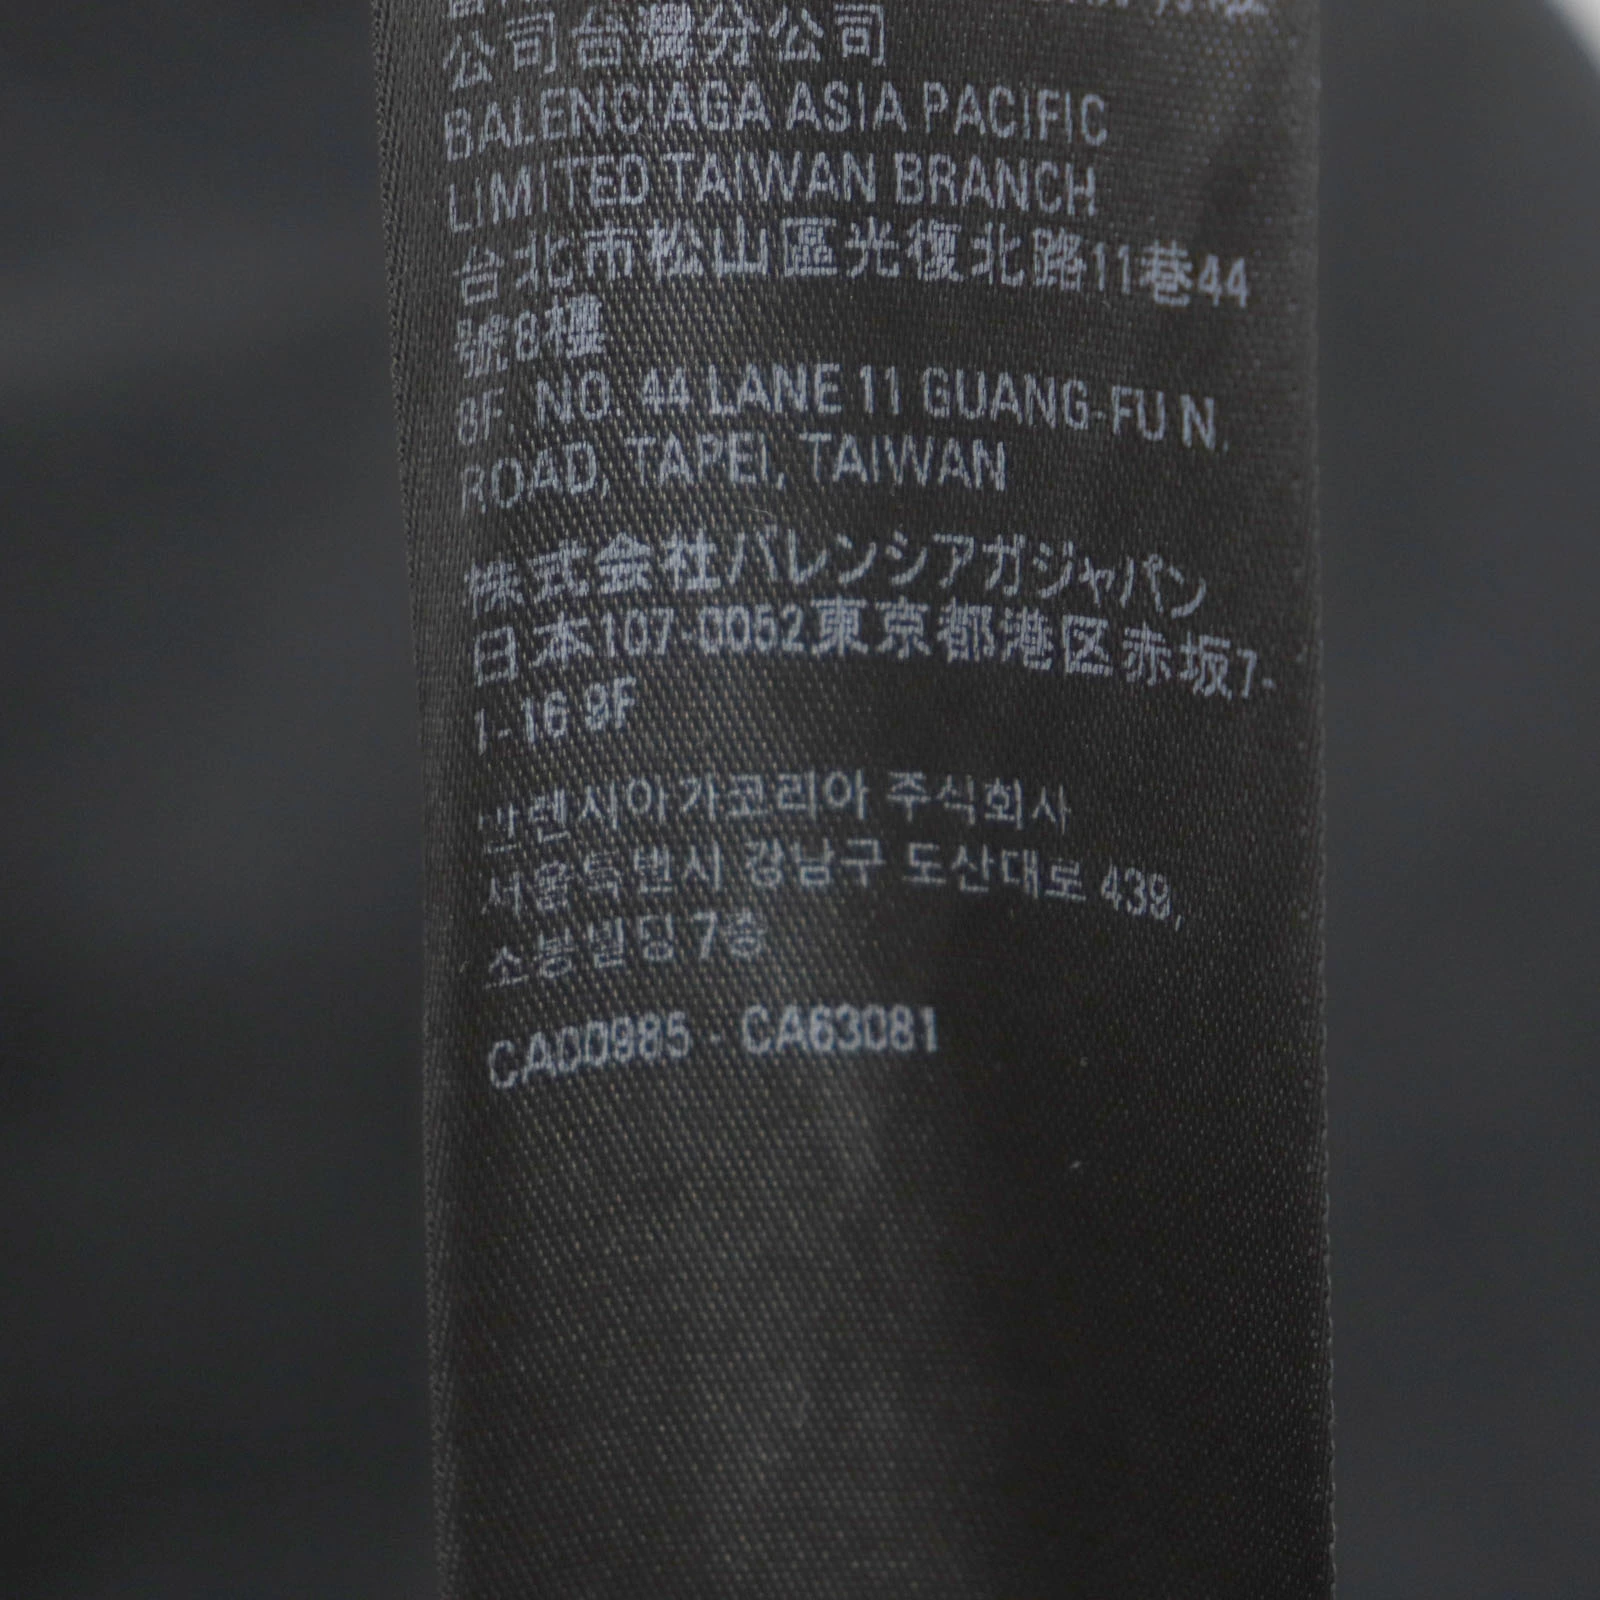 公司台灣分公司
BALENCIAGA ASIA PACIFIC
LIMITED TAIWAN BRANCH
台北市松山區光復北路11巷44
號8樓
8F. NO. 44 LANE 11 GUANG-FU N.
ROAD, TAPEI, TAIWAN
株式会社バレンシアガジャパン
日本107-0052東京都港区赤坂7-
1-16 9F
발렌시아가코리아 주식회사
서울특별시 강남구 도산대로 439,
소봉빌딩 7층
CA00985 - CA63081